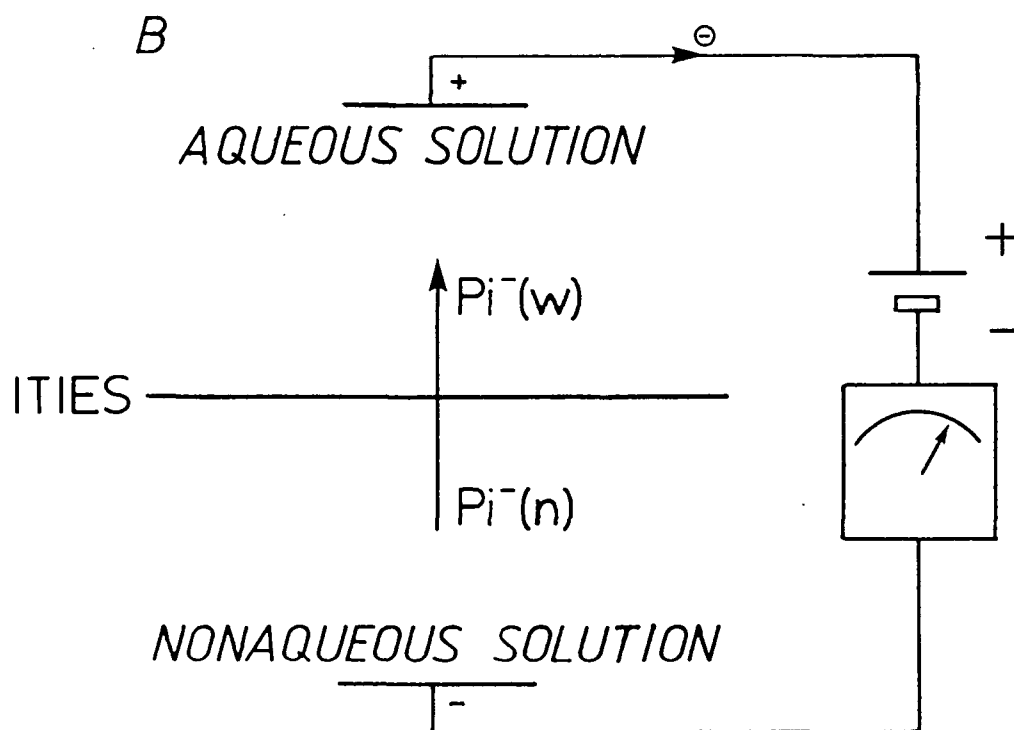 B
⊖
+
AQUEOUS SOLUTION
+
Pi⁻(w)
−
ITIES
Pi⁻(n)
NONAQUEOUS SOLUTION
-